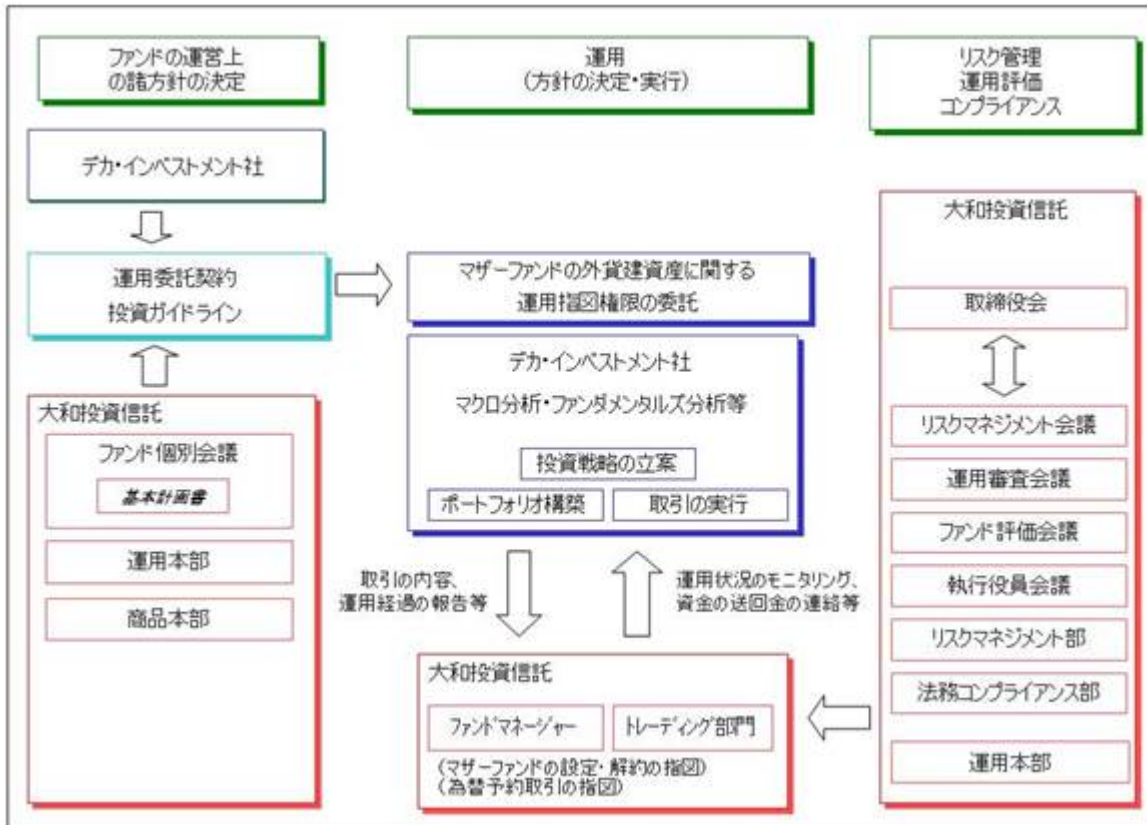 ファンドの運営上
の諸方針の決定
運用
(方針の決定・実行)
リスク管理
運用評価
コンプライアンス
デカ・インベストメント社
運用委託契約
投資ガイドライン
マザーファンドの外貨建資産に関する
運用指図権限の委託
デカ・インベストメント社
マクロ分析・ファンダメンタルズ分析等
投資戦略の立案
ポートフォリオ構築
取引の実行
大和投資信託
ファンド個別会議
基本計画書
運用本部
商品本部
取引の内容、
運用経過の報告等
運用状況のモニタリング、
資金の送回金の連絡等
大和投資信託
ファンドマネージャー
トレーディング部門
(マザーファンドの設定・解約の指図)
(為替予約取引の指図)
大和投資信託
取締役会
リスクマネジメント会議
運用審査会議
ファンド評価会議
執行役員会議
リスクマネジメント部
法務コンプライアンス部
運用本部